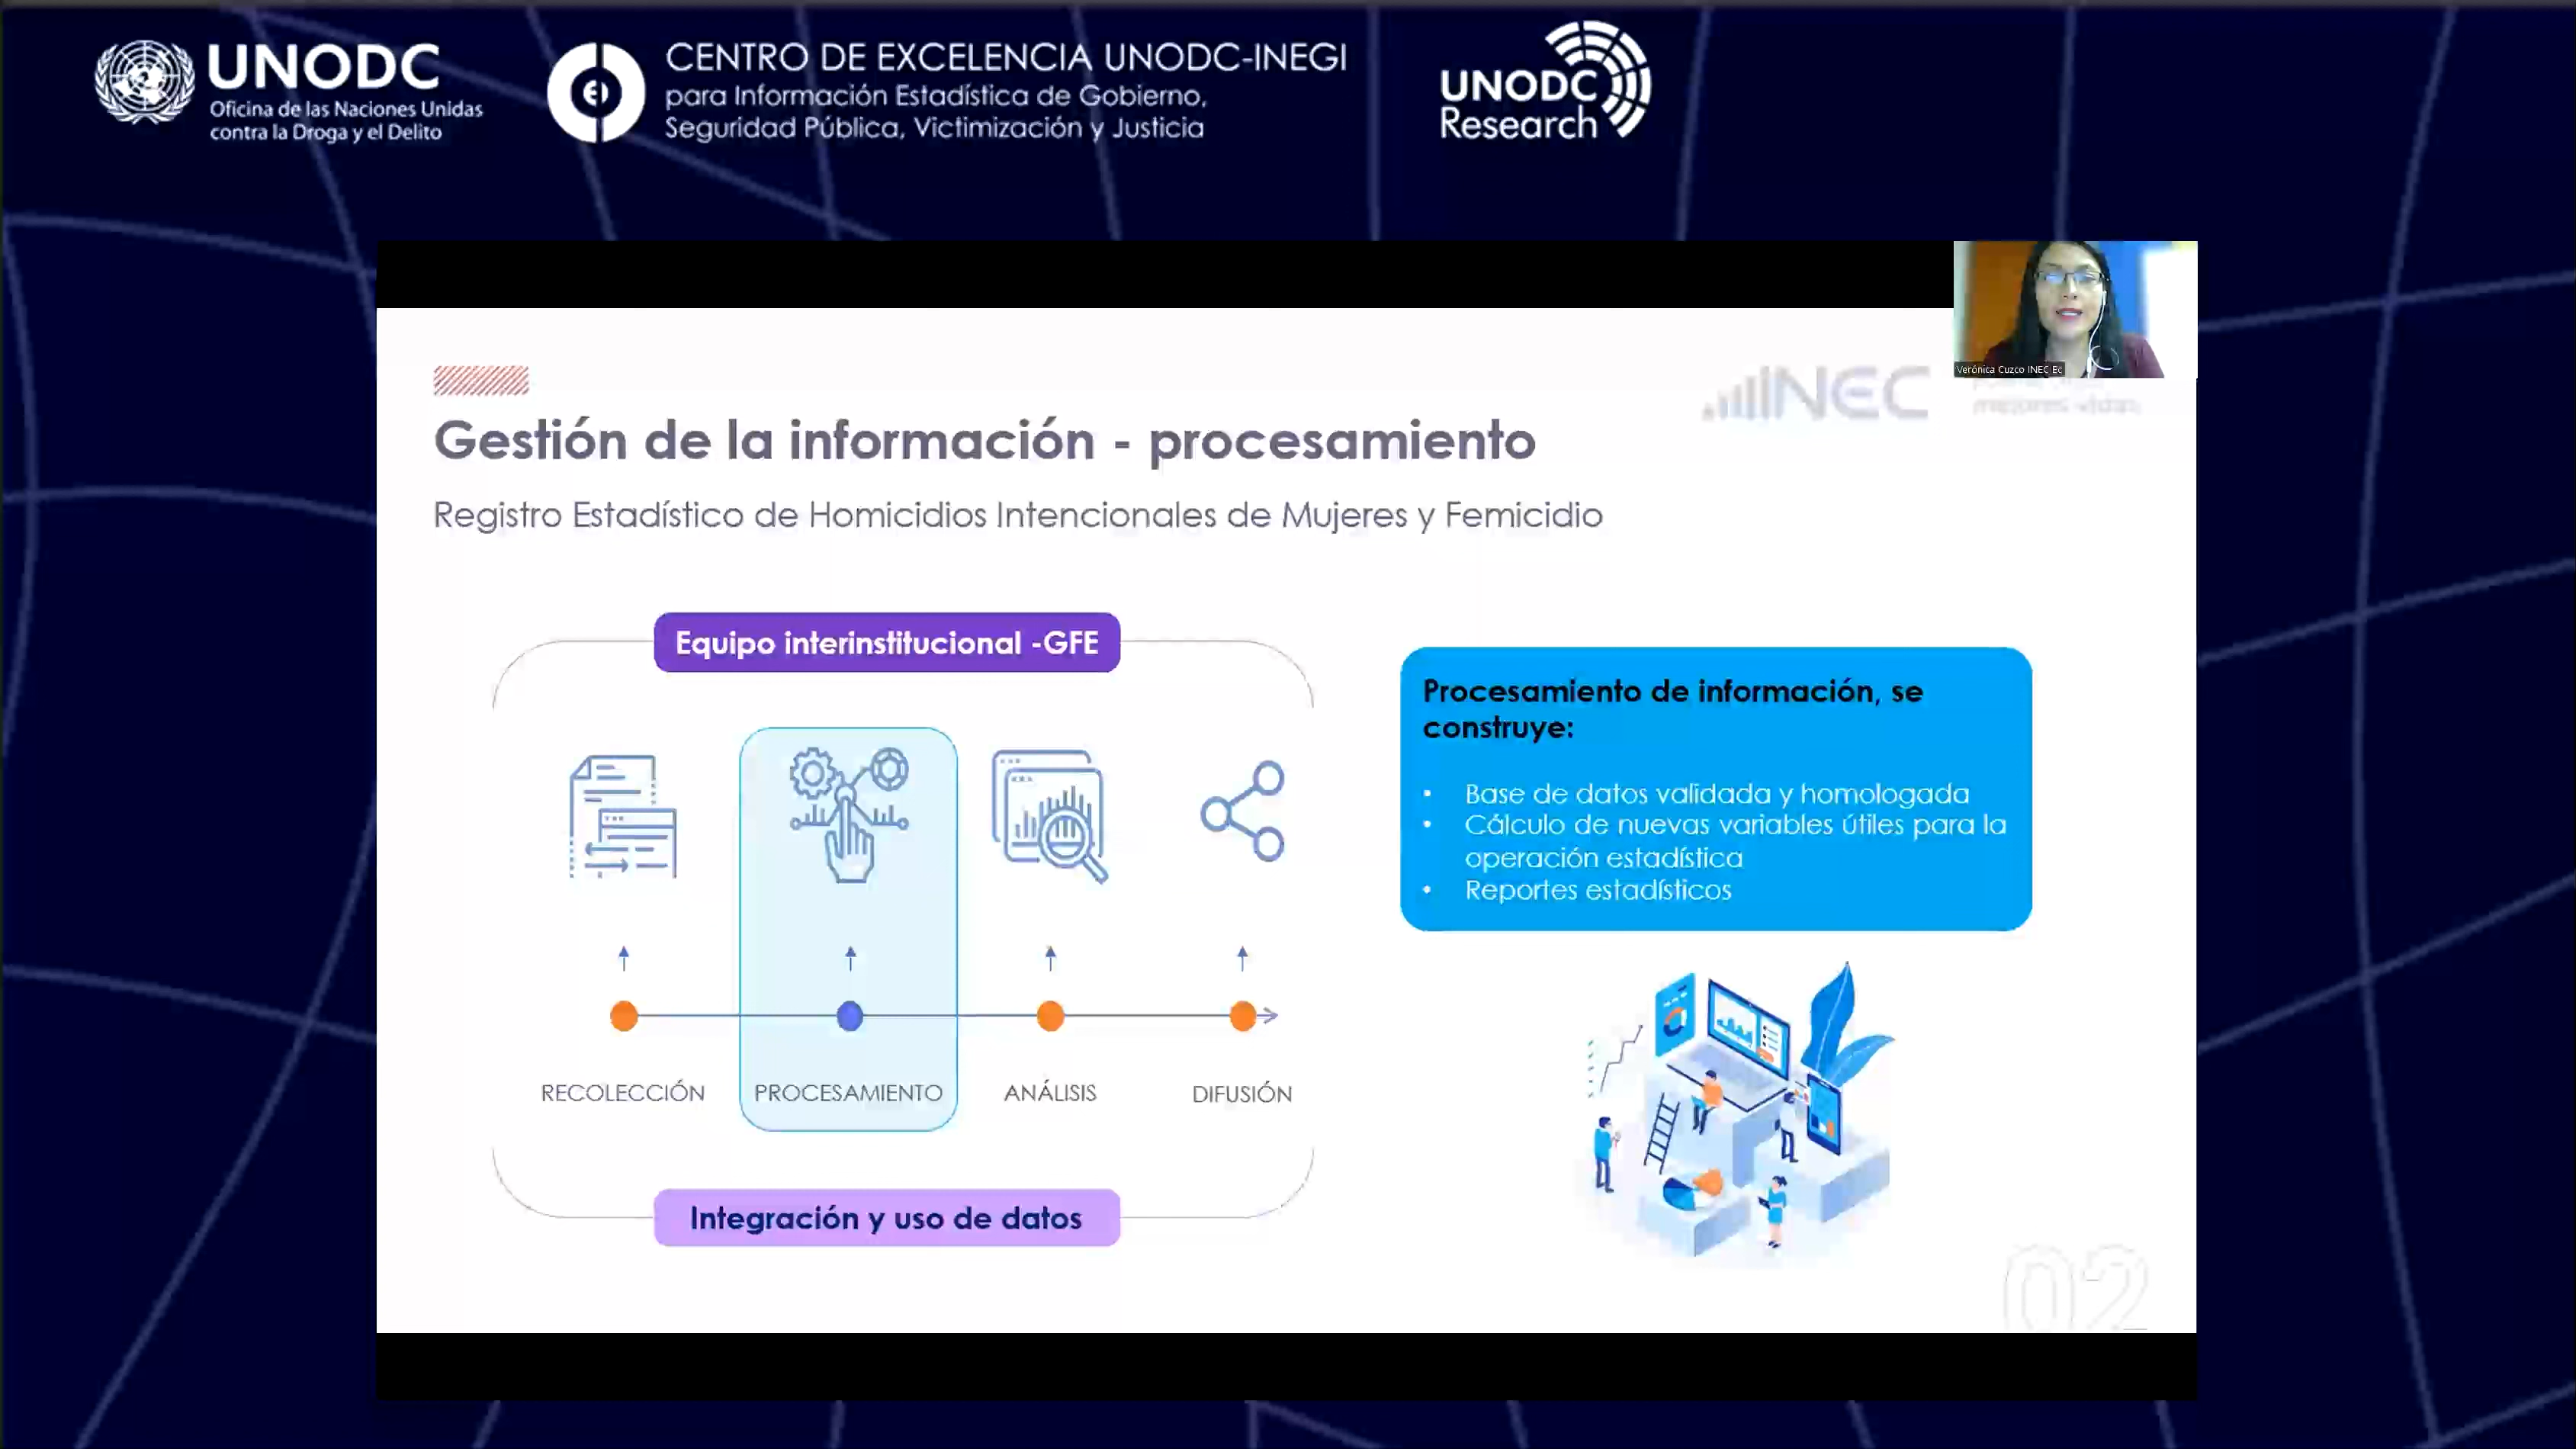 UNODC
Oficina de las Naciones Unidas
contra la Droga y el Delito
CENTRO DE EXCELENCIA UNODC-INEGI
para Información Estadística de Gobierno,
Seguridad Pública, Victimización y Justicia
UNODC
Research
Verónica Cuzco INEC_Ec
INEC
mejores vidas
Gestión de la información - procesamiento
Registro Estadístico de Homicidios Intencionales de Mujeres y Femicidio
Equipo interinstitucional -GFE
RECOLECCIÓN
PROCESAMIENTO
ANÁLISIS
DIFUSIÓN
Integración y uso de datos
Procesamiento de información, se
construye:
• Base de datos validada y homologada
• Cálculo de nuevas variables útiles para la
operación estadística
• Reportes estadísticos
02